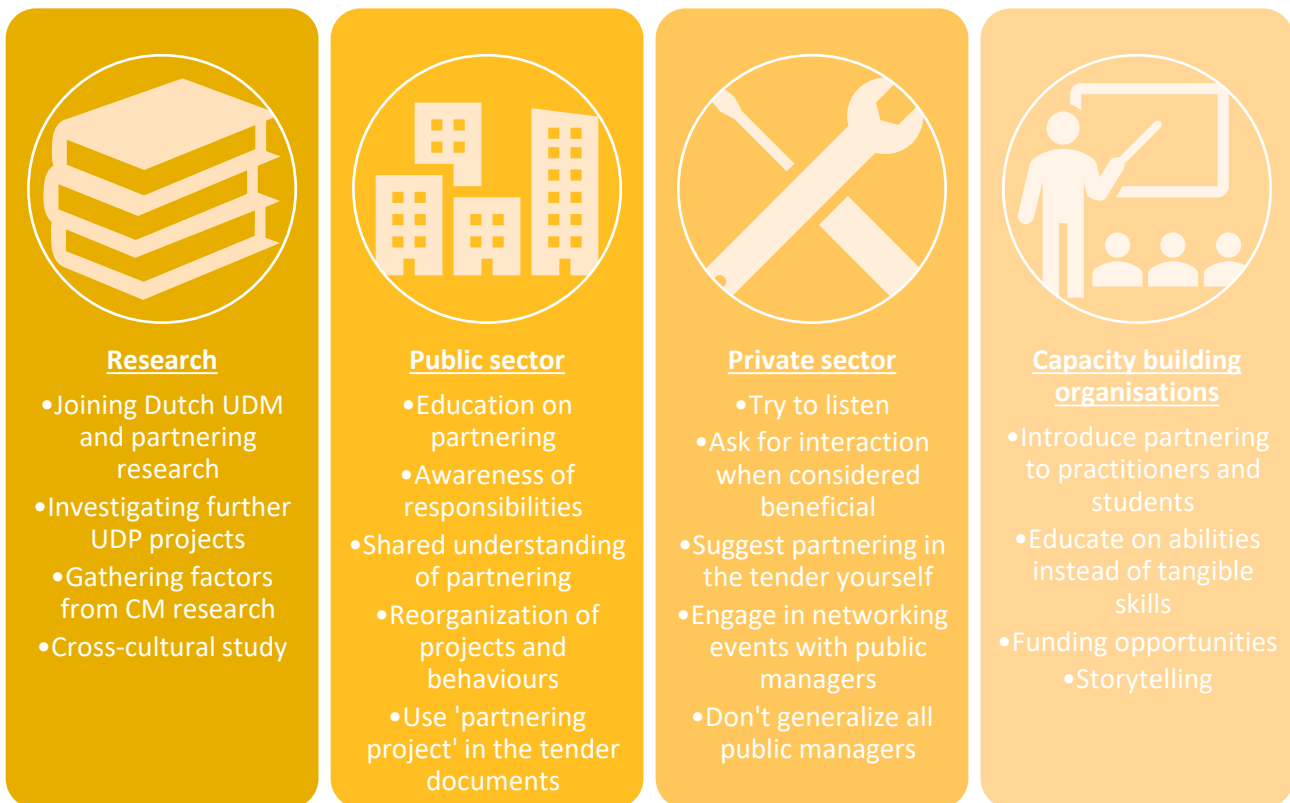 Research
•Joining Dutch UDM
and partnering
research
•Investigating further
UDP projects
•Gathering factors
from CM research
•Cross-cultural study
Public sector
•Education on
partnering
•Awareness of
responsibilities
•Shared understanding
of partnering
•Reorganization of
projects and
behaviours
•Use 'partnering
project' in the tender
documents
Private sector
•Try to listen
•Ask for interaction
when considered
beneficial
•Suggest partnering in
the tender yourself
•Engage in networking
events with public
managers
•Don't generalize all
public managers
Capacity building
organisations
•Introduce partnering
to practitioners and
students
•Educate on abilities
instead of tangible
skills
•Funding opportunities
•Storytelling